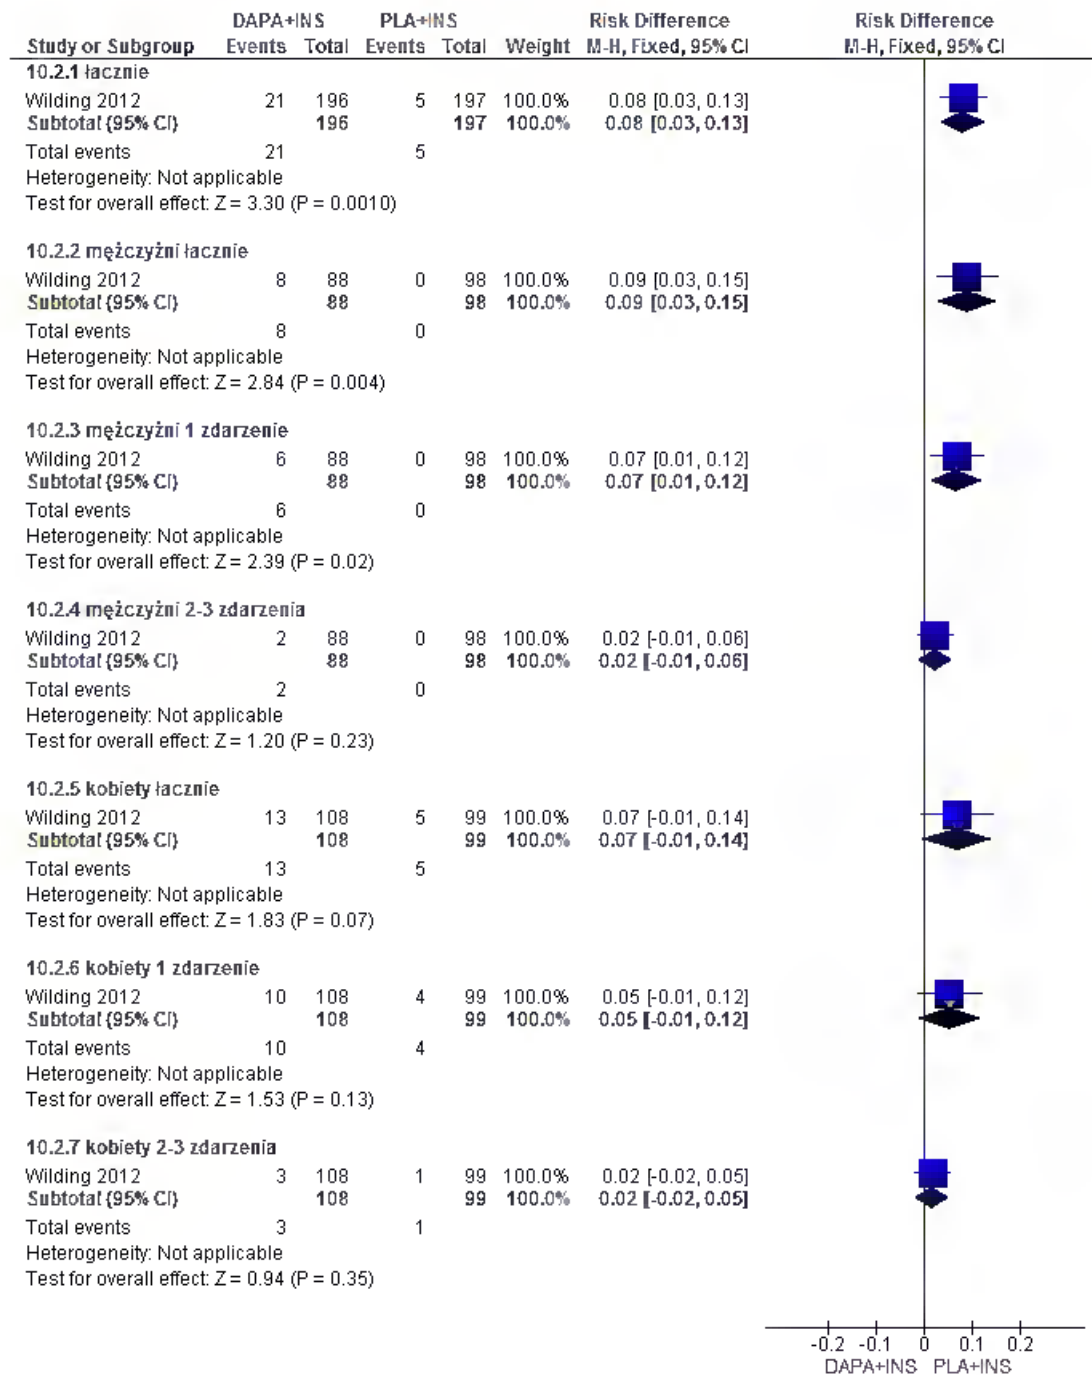 DAPA+INS PLA+INS Risk Difference Risk Difference
Study or Subgroup Events Total Events Total Weight M-H, Fixed, 95% CI M-H, Fixed, 95% CI
10.2.1 łacznie
Wilding 2012 21 196 5 197 100.0% 0.08 [0.03, 0.13]
Subtotal (95% CI) 196 197 100.0% 0.08 [0.03, 0.13]
Total events 21 5
Heterogeneity: Not applicable
Test for overall effect: Z = 3.30 (P = 0.0010)
10.2.2 mężczyżni łacznie
Wilding 2012 8 88 0 98 100.0% 0.09 [0.03, 0.15]
Subtotal (95% CI) 88 98 100.0% 0.09 [0.03, 0.15]
Total events 8 0
Heterogeneity: Not applicable
Test for overall effect: Z = 2.84 (P = 0.004)
10.2.3 mężczyżni 1 zdarzenie
Wilding 2012 6 88 0 98 100.0% 0.07 [0.01, 0.12]
Subtotal (95% CI) 88 98 100.0% 0.07 [0.01, 0.12]
Total events 6 0
Heterogeneity: Not applicable
Test for overall effect: Z = 2.39 (P = 0.02)
10.2.4 mężczyżni 2-3 zdarzenia
Wilding 2012 2 88 0 98 100.0% 0.02 [-0.01, 0.06]
Subtotal (95% CI) 88 98 100.0% 0.02 [-0.01, 0.06]
Total events 2 0
Heterogeneity: Not applicable
Test for overall effect: Z = 1.20 (P = 0.23)
10.2.5 kobiety łacznie
Wilding 2012 13 108 5 99 100.0% 0.07 [-0.01, 0.14]
Subtotal (95% CI) 108 99 100.0% 0.07 [-0.01, 0.14]
Total events 13 5
Heterogeneity: Not applicable
Test for overall effect: Z = 1.83 (P = 0.07)
10.2.6 kobiety 1 zdarzenie
Wilding 2012 10 108 4 99 100.0% 0.05 [-0.01, 0.12]
Subtotal (95% CI) 108 99 100.0% 0.05 [-0.01, 0.12]
Total events 10 4
Heterogeneity: Not applicable
Test for overall effect: Z = 1.53 (P = 0.13)
10.2.7 kobiety 2-3 zdarzenia
Wilding 2012 3 108 1 99 100.0% 0.02 [-0.02, 0.05]
Subtotal (95% CI) 108 99 100.0% 0.02 [-0.02, 0.05]
Total events 3 1
Heterogeneity: Not applicable
Test for overall effect: Z = 0.94 (P = 0.35)
-0.2 -0.1 0 0.1 0.2
DAPA+INS PLA+INS